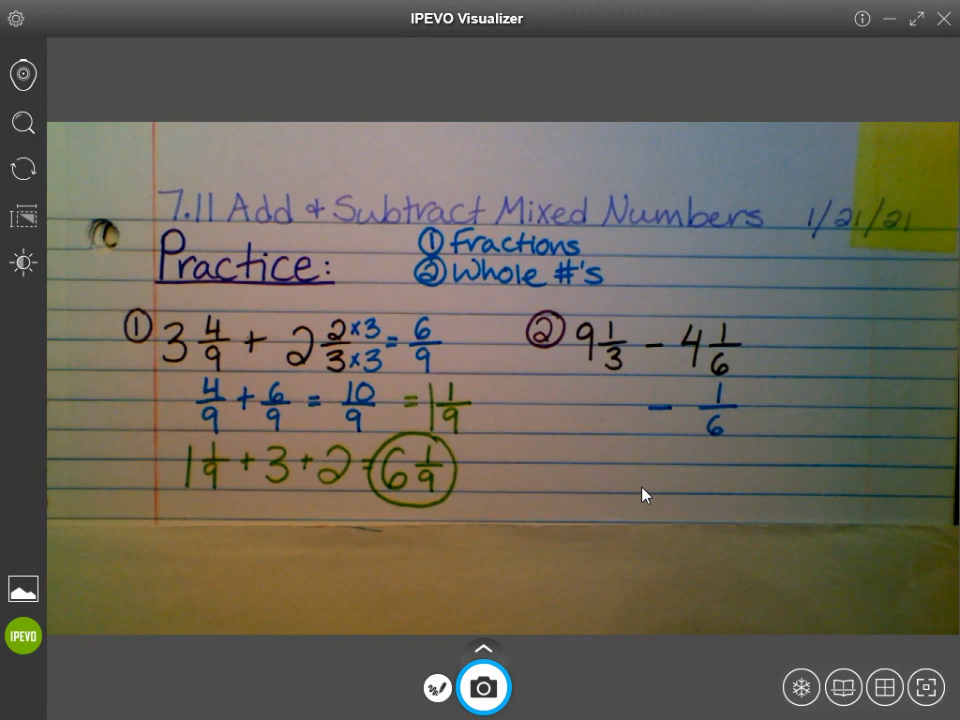 IPEVO Visualizer
7.11 Add & Subtract Mixed Numbers 1/21/21
Practice:
① Fractions
② Whole #'s
① 3 4/9 + 2 2/3 ×3 ×3 = 6/9
4/9 + 6/9 = 10/9 = 1 1/9
1 1/9 + 3 + 2 = 6 1/9
② 9 1/3 − 4 1/6
− 1/6
IPEVO